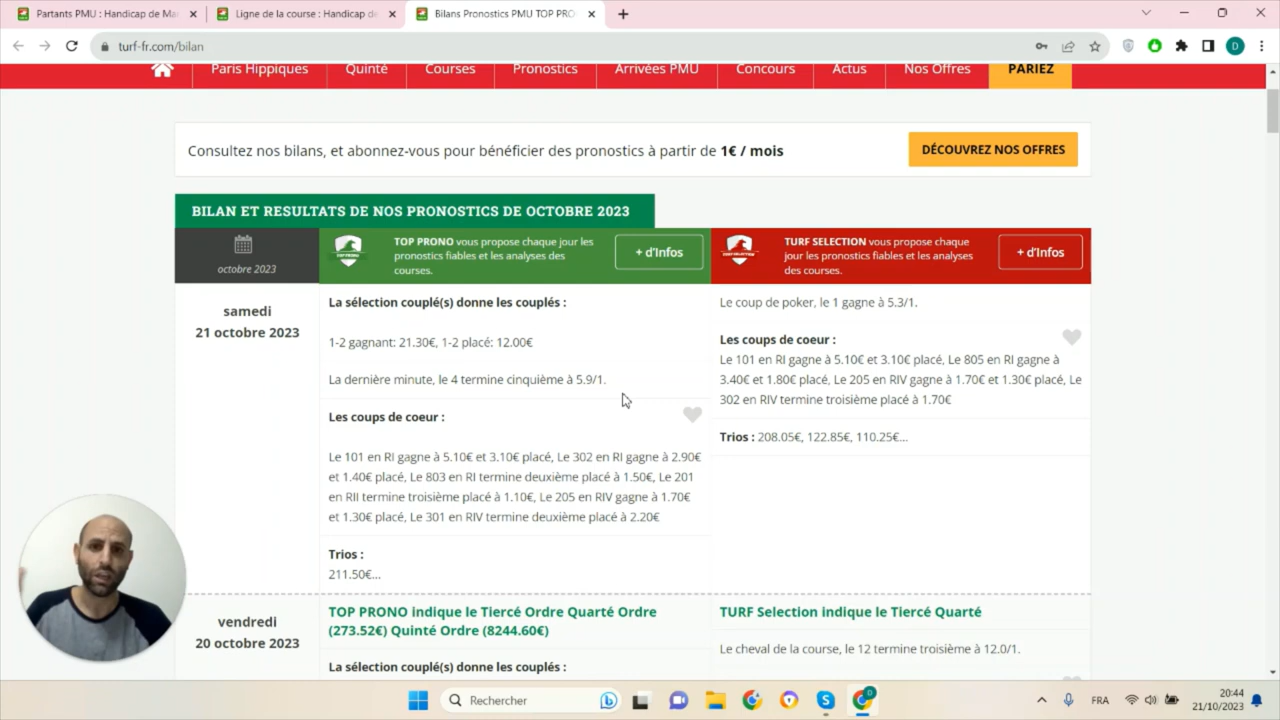 Partants PMU : Handicap de Mar
Ligne de la course : Handicap de
Bilans Pronostics PMU TOP PRO
turf-fr.com/bilan
D
Paris Hippiques
Quinté
Courses
Pronostics
Arrivées PMU
Concours
Actus
Nos Offres
PARIEZ
Consultez nos bilans, et abonnez-vous pour bénéficier des pronostics à partir de 1€ / mois
DÉCOUVREZ NOS OFFRES
BILAN ET RESULTATS DE NOS PRONOSTICS DE OCTOBRE 2023
octobre 2023
TOP PRONO vous propose chaque jour les
pronostics fiables et les analyses des
courses.
+ d'Infos
TURF SELECTION vous propose chaque
jour les pronostics fiables et les analyses
des courses.
+ d'Infos
samedi
21 octobre 2023
La sélection couplé(s) donne les couplés :
1-2 gagnant: 21.30€, 1-2 placé: 12.00€
La dernière minute, le 4 termine cinquième à 5.9/1.
Les coups de coeur :
Le 101 en RI gagne à 5.10€ et 3.10€ placé, Le 302 en RI gagne à 2.90€
et 1.40€ placé, Le 803 en RI termine deuxième placé à 1.50€, Le 201
en RII termine troisième placé à 1.10€, Le 205 en RIV gagne à 1.70€
et 1.30€ placé, Le 301 en RIV termine deuxième placé à 2.20€
Trios :
211.50€...
Le coup de poker, le 1 gagne à 5.3/1.
Les coups de coeur :
Le 101 en RI gagne à 5.10€ et 3.10€ placé, Le 805 en RI gagne à
3.40€ et 1.80€ placé, Le 205 en RIV gagne à 1.70€ et 1.30€ placé, Le
302 en RIV termine troisième placé à 1.70€
Trios : 208.05€, 122.85€, 110.25€...
vendredi
20 octobre 2023
TOP PRONO indique le Tiercé Ordre Quarté Ordre
(273.52€) Quinté Ordre (8244.60€)
La sélection couplé(s) donne les couplés :
TURF Selection indique le Tiercé Quarté
Le cheval de la course, le 12 termine troisième à 12.0/1.
Rechercher
FRA
20:44
21/10/2023